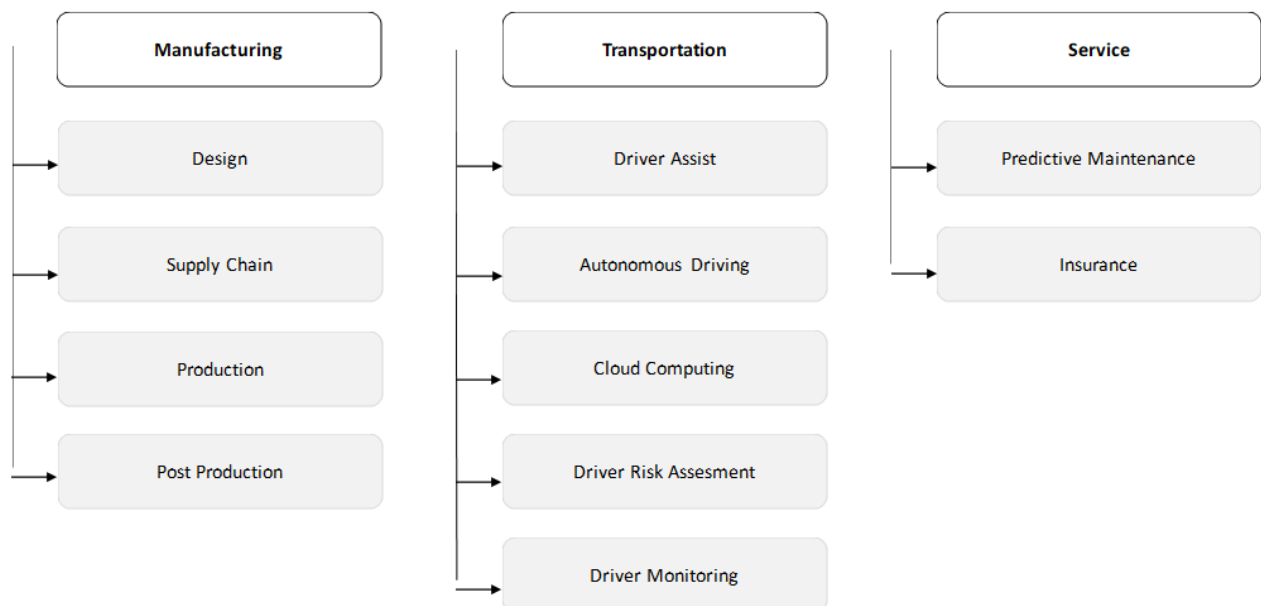 Manufacturing
Design
Supply Chain
Production
Post Production
Transportation
Driver Assist
Autonomous Driving
Cloud Computing
Driver Risk Assesment
Driver Monitoring
Service
Predictive Maintenance
Insurance